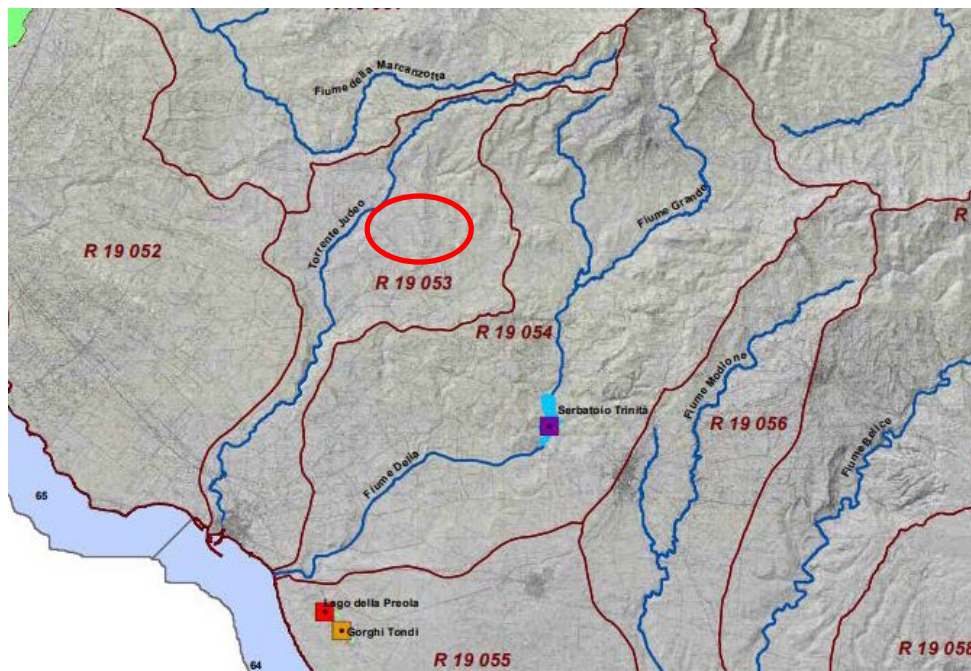 Fiume della Marcanzotta
Torrente Judeo
Fiume Grande
R 19 052
R 19 053
R 19 054
Fiume Modione
Serbatoio Trinità
R 19 056
Fiume Belice
Fiume Delia
65
Lago della Preola
Gorghi Tondi
R 19 055
64
R 19 058
R